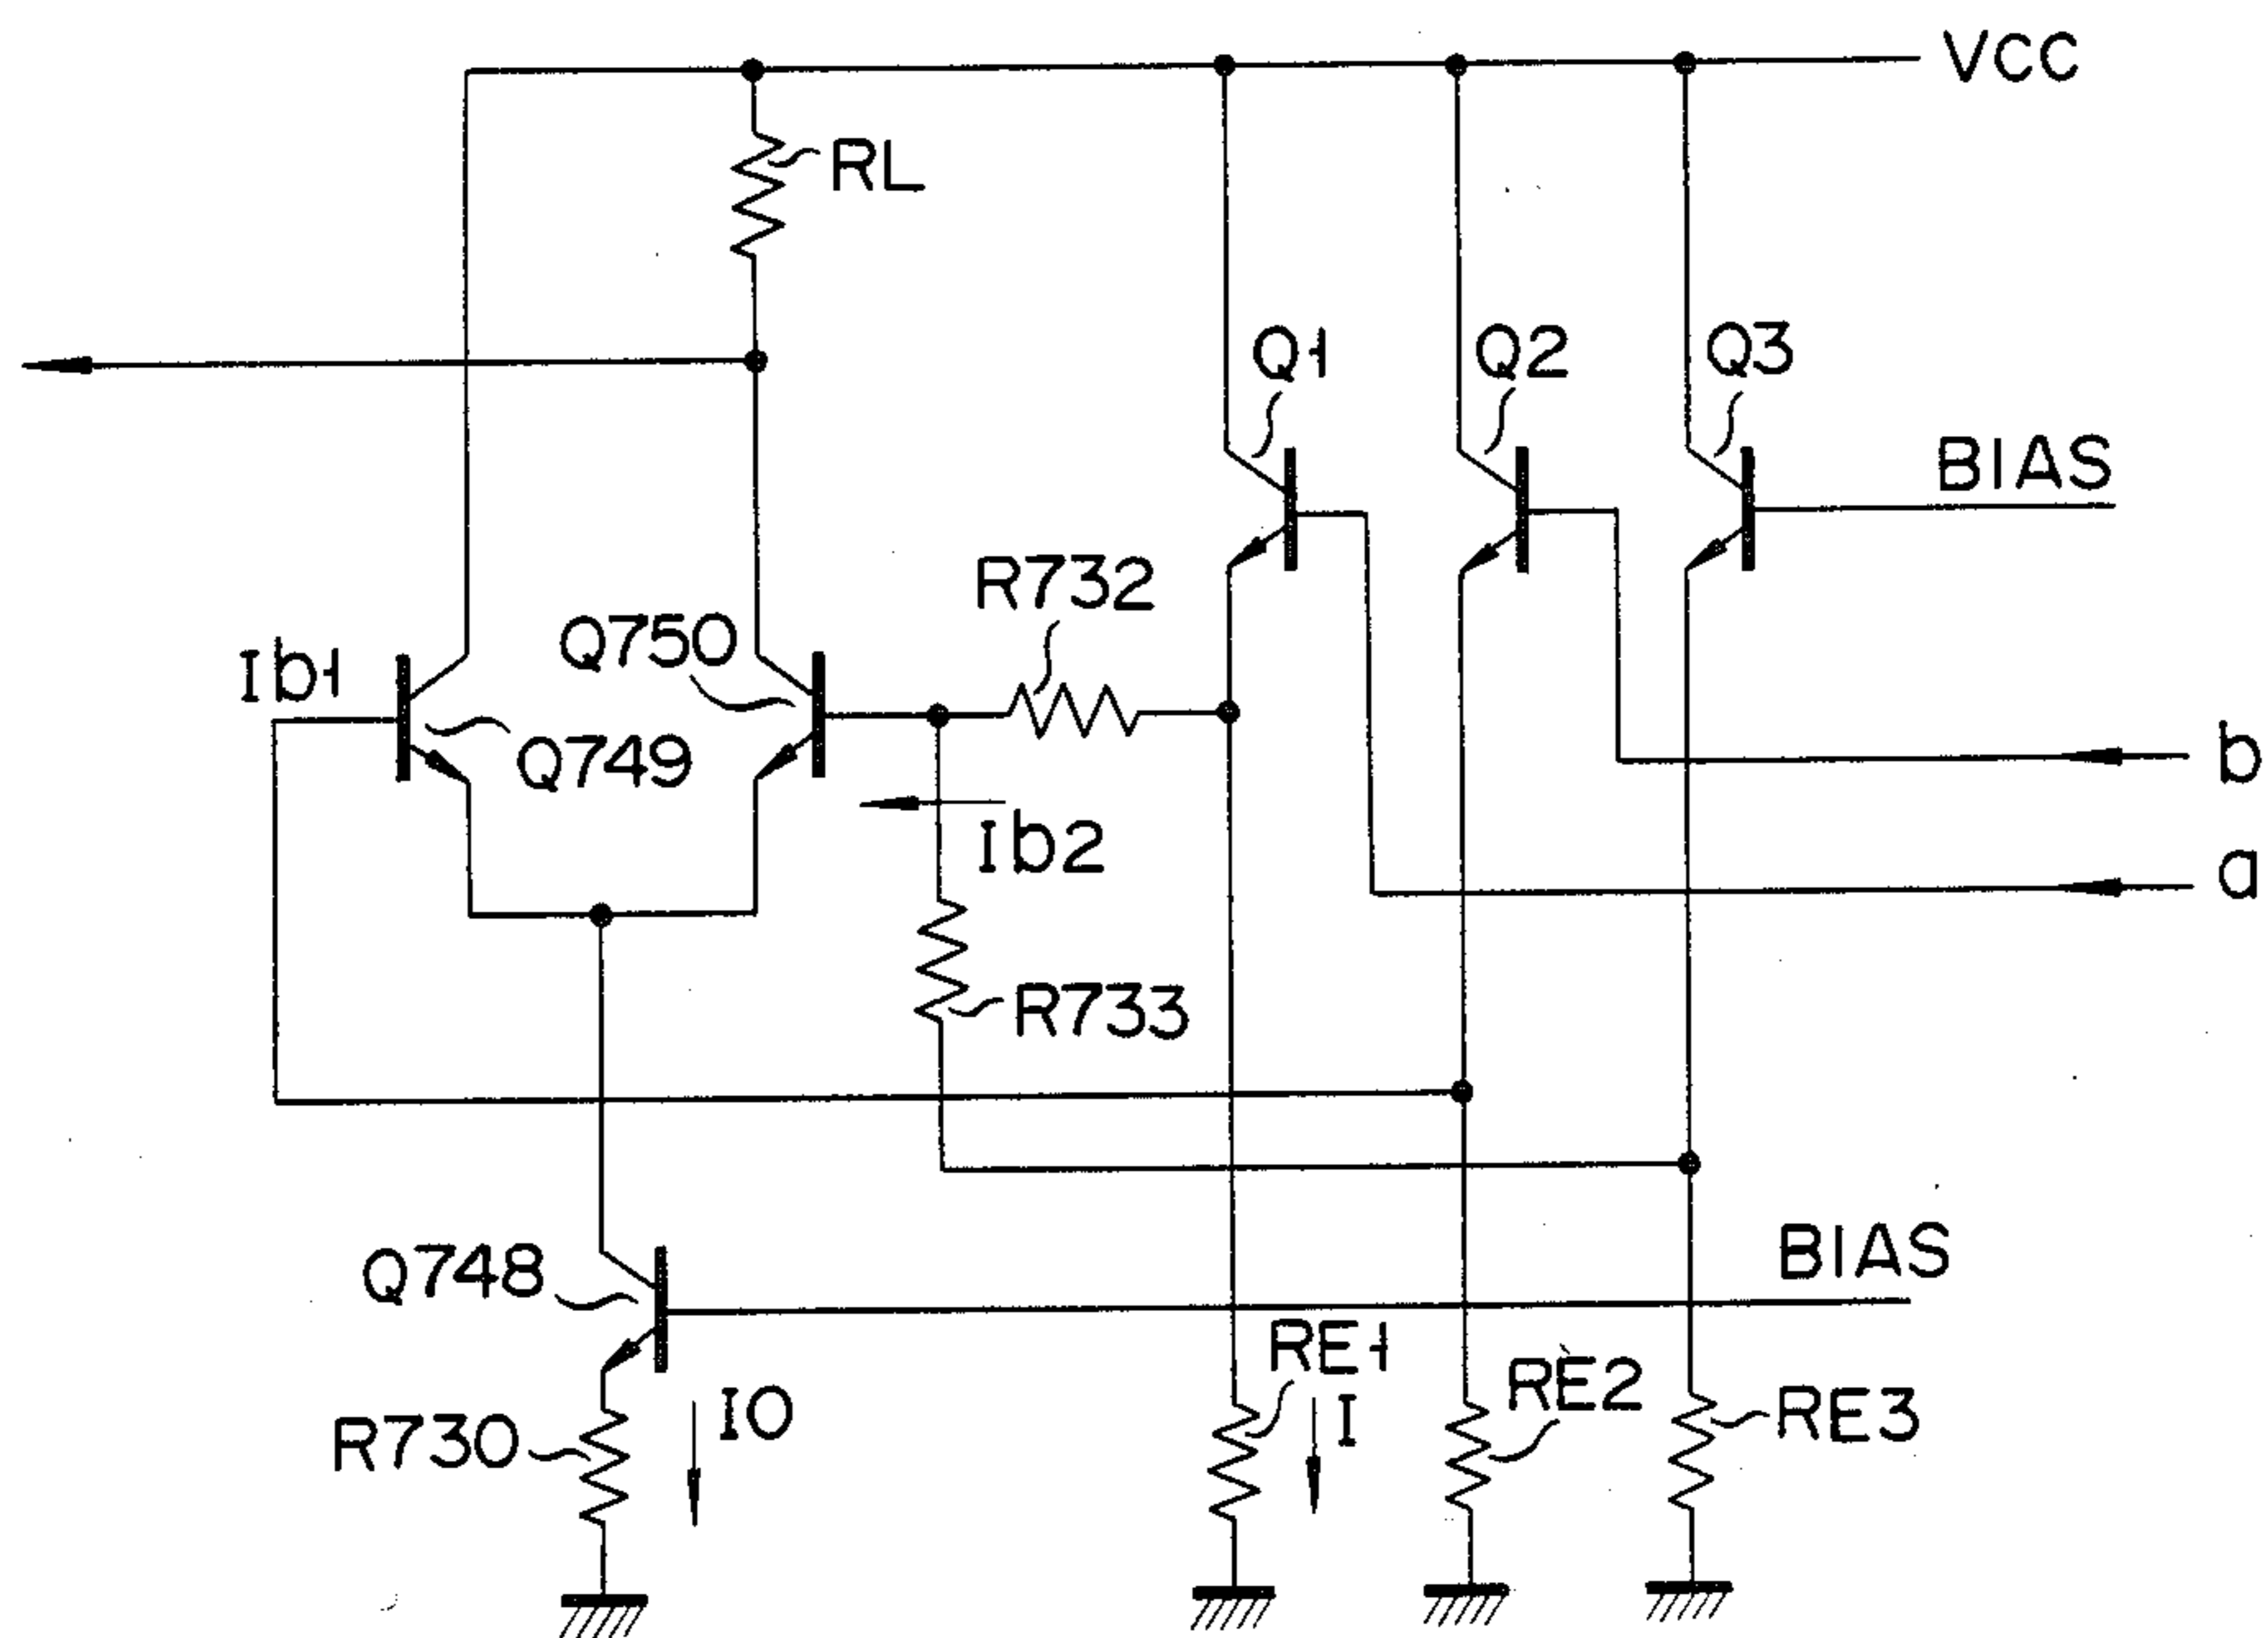 VCC
RL
Q1
Q2
Q3
BIAS
R732
Q750
Ib1
Q749
b
Ib2
a
R733
BIAS
Q748
RE1
RE2
I0
I
RE3
R730